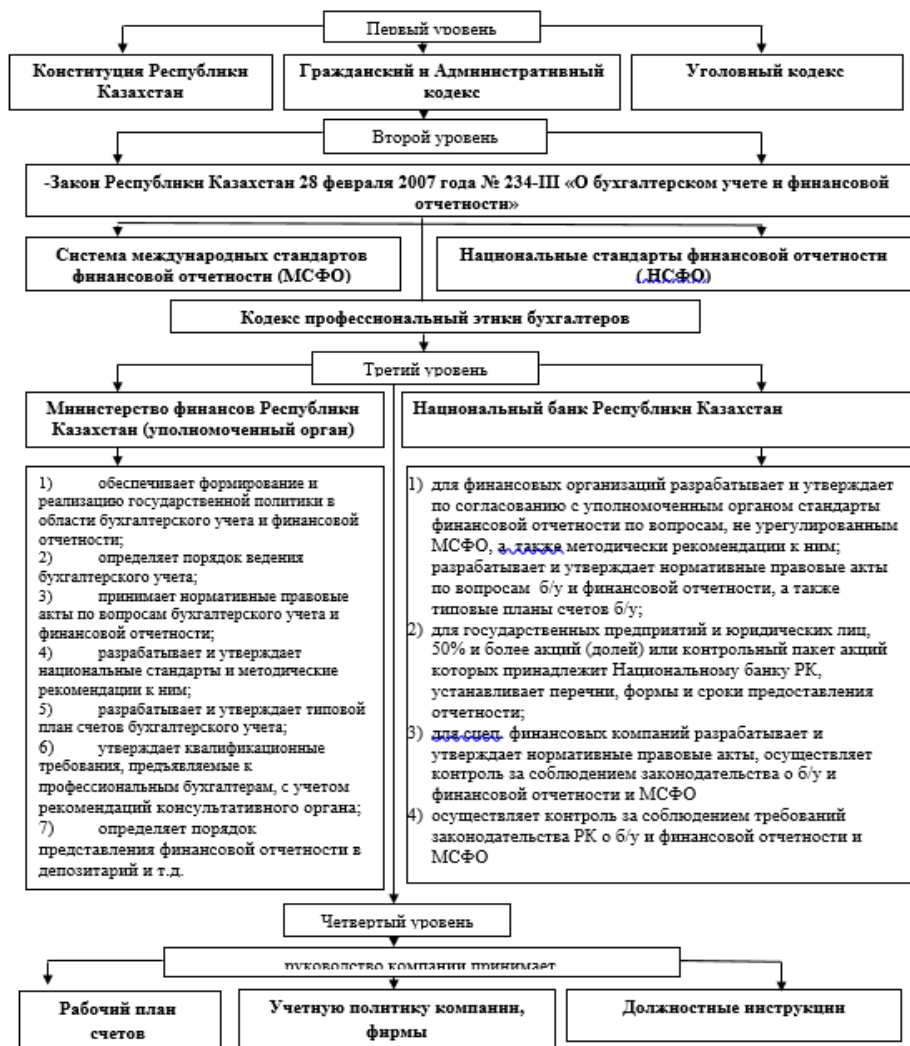 Первый уровень
Конституция Республики
Казахстан
Гражданский и Административный
кодекс
Уголовный кодекс
Второй уровень
-Закон Республики Казахстан 28 февраля 2007 года № 234-III «О бухгалтерском учете и финансовой
отчетности»
Система международных стандартов
финансовой отчетности (МСФО)
Национальные стандарты финансовой отчетности
( НСФО)
Кодекс профессиональный этики бухгалтеров
Третий уровень
Министерство финансов Республики
Казахстан (уполномоченный орган)
Национальный банк Республики Казахстан
1) обеспечивает формирование и
реализацию государственной политики в
области бухгалтерского учета и финансовой
отчетности;
2) определяет порядок ведения
бухгалтерского учета;
3) принимает нормативные правовые
акты по вопросам бухгалтерского учета и
финансовой отчетности;
4) разрабатывает и утверждает
национальные стандарты и методические
рекомендации к ним;
5) разрабатывает и утверждает типовой
план счетов бухгалтерского учета;
6) утверждает квалификационные
требования, предъявляемые к
профессиональным бухгалтерам, с учетом
рекомендаций консультативного органа;
7) определяет порядок
представления финансовой отчетности в
депозитарий и т.д.
1) для финансовых организаций разрабатывает и утверждает
по согласованию с уполномоченным органом стандарты
финансовой отчетности по вопросам, не урегулированным
МСФО, а также методически рекомендации к ним;
разрабатывает и утверждает нормативные правовые акты
по вопросам б/у и финансовой отчетности, а также
типовые планы счетов б/у;
2) для государственных предприятий и юридических лиц,
50% и более акций (долей) или контрольный пакет акций
которых принадлежит Национальному банку РК,
устанавливает перечни, формы и сроки предоставления
отчетности;
3) для спец. финансовых компаний разрабатывает и
утверждает нормативные правовые акты, осуществляет
контроль за соблюдением законодательства о б/у и
финансовой отчетности и МСФО
4) осуществляет контроль за соблюдением требований
законодательства РК о б/у и финансовой отчетности и
МСФО
Четвертый уровень
руководство компании принимает
Рабочий план
счетов
Учетную политику компании,
фирмы
Должностные инструкции